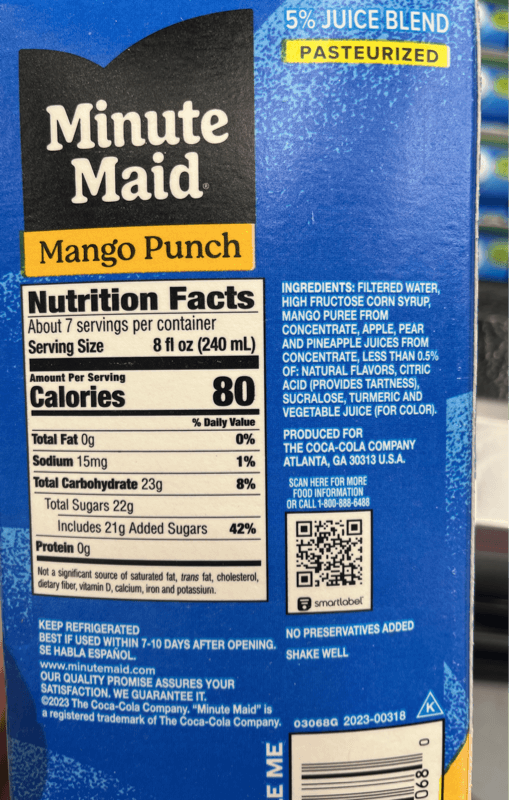 5% JUICE BLEND
PASTEURIZED
Minute
Maid®
Mango Punch
Nutrition Facts
About 7 servings per container
Serving Size 8 fl oz (240 mL)
Amount Per Serving
Calories 80
% Daily Value
Total Fat 0g 0%
Sodium 15mg 1%
Total Carbohydrate 23g 8%
Total Sugars 22g
Includes 21g Added Sugars 42%
Protein 0g
Not a significant source of saturated fat, trans fat, cholesterol,
dietary fiber, vitamin D, calcium, iron and potassium.
INGREDIENTS: FILTERED WATER,
HIGH FRUCTOSE CORN SYRUP,
MANGO PUREE FROM
CONCENTRATE, APPLE, PEAR
AND PINEAPPLE JUICES FROM
CONCENTRATE, LESS THAN 0.5%
OF: NATURAL FLAVORS, CITRIC
ACID (PROVIDES TARTNESS),
SUCRALOSE, TURMERIC AND
VEGETABLE JUICE (FOR COLOR).
PRODUCED FOR
THE COCA-COLA COMPANY
ATLANTA, GA 30313 U.S.A.
SCAN HERE FOR MORE
FOOD INFORMATION
OR CALL 1-800-888-6488
smartlabel
KEEP REFRIGERATED
BEST IF USED WITHIN 7-10 DAYS AFTER OPENING.
SE HABLA ESPAÑOL.
www.minutemaid.com
OUR QUALITY PROMISE ASSURES YOUR
SATISFACTION. WE GUARANTEE IT.
©2023 The Coca-Cola Company. "Minute Maid" is
a registered trademark of The Coca-Cola Company.
NO PRESERVATIVES ADDED
SHAKE WELL
03068G 2023-00318
K
E ME
068 0